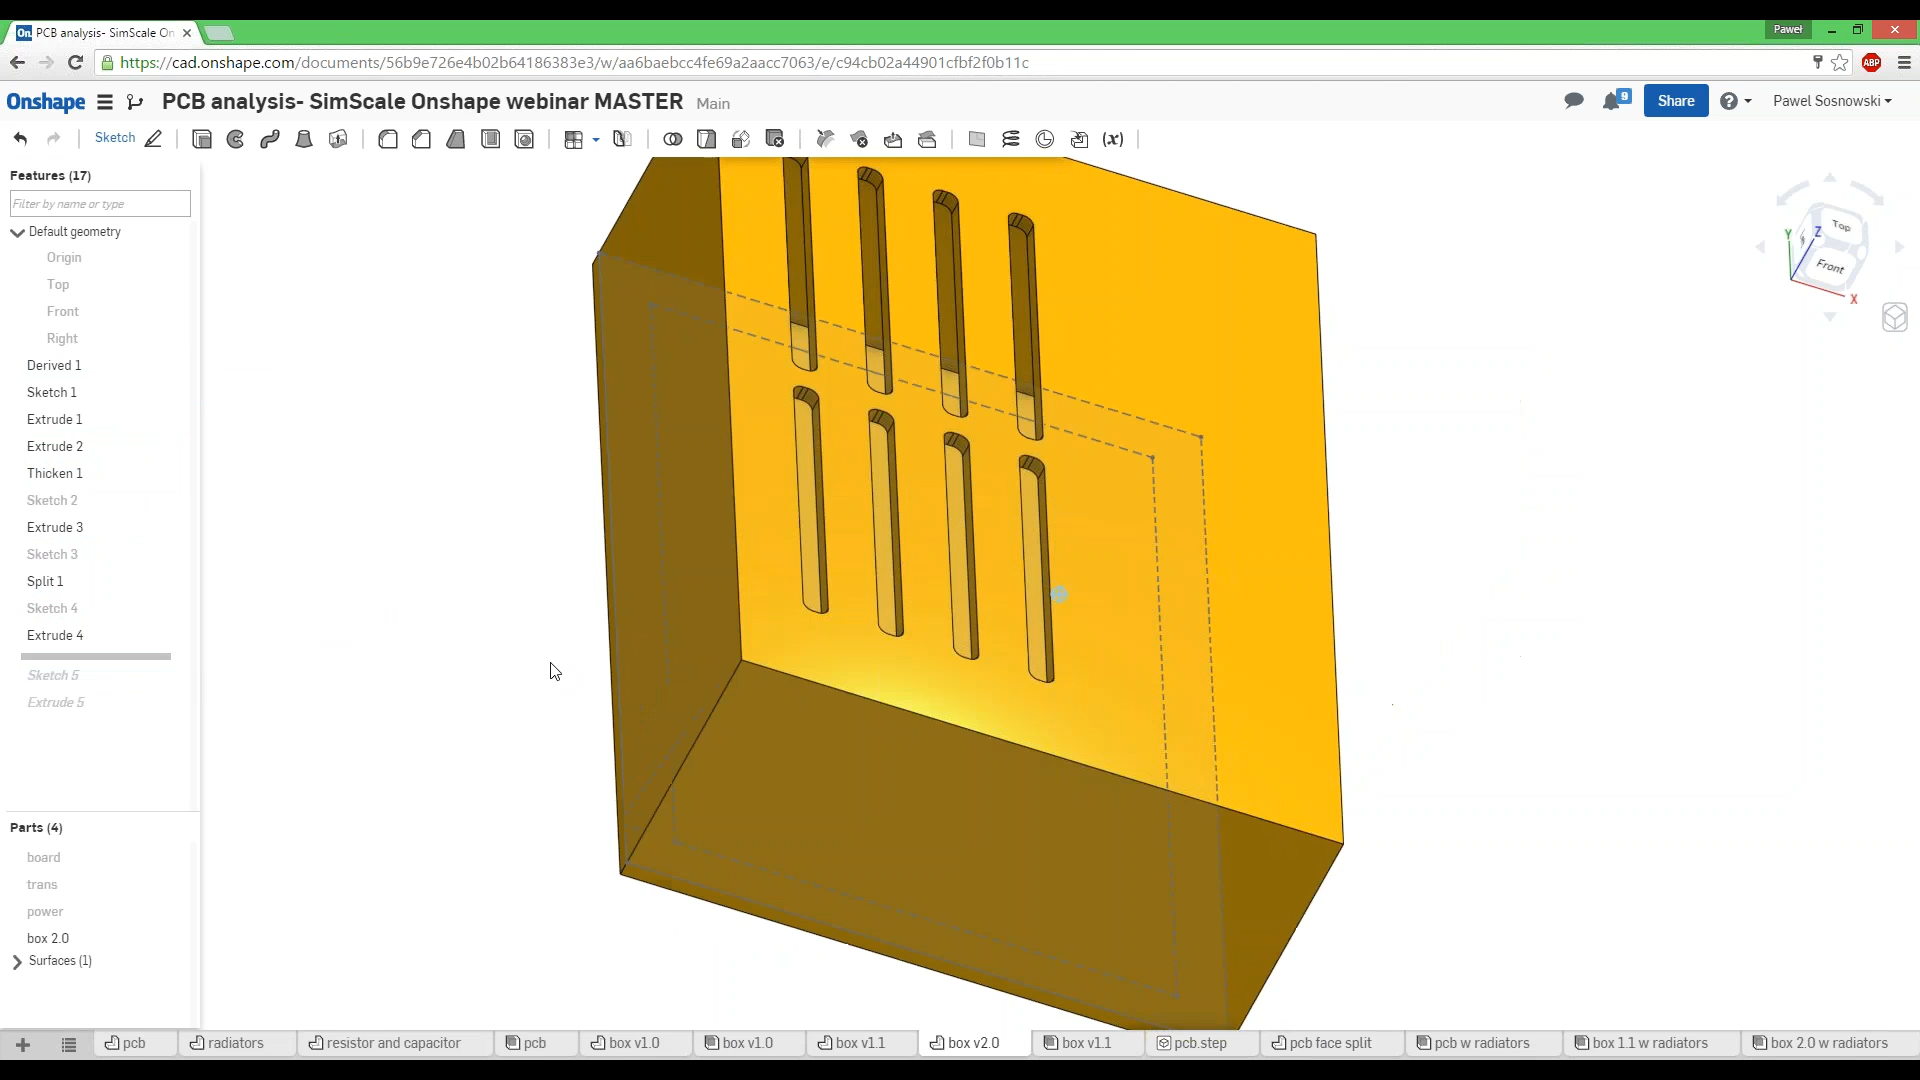 On PCB analysis- SimScale On
Paweł
https://cad.onshape.com/documents/56b9e726e4b02b64186383e3/w/aa6baebcc4fe69a2aacc7063/e/c94cb02a44901cfbf2f0b11c
ABP
Onshape PCB analysis- SimScale Onshape webinar MASTER Main
9 Share ? Pawel Sosnowski
Sketch (x)
Features (17)
Filter by name or type
Default geometry
Origin
Top
Front
Right
Derived 1
Sketch 1
Extrude 1
Extrude 2
Thicken 1
Sketch 2
Extrude 3
Sketch 3
Split 1
Sketch 4
Extrude 4
Sketch 5
Extrude 5
Top
Front
Y
Z
X
Parts (4)
board
trans
power
box 2.0
Surfaces (1)
pcb radiators resistor and capacitor pcb box v1.0 box v1.0 box v1.1 box v2.0 box v1.1 pcb.step pcb face split pcb w radiators box 1.1 w radiators box 2.0 w radiators